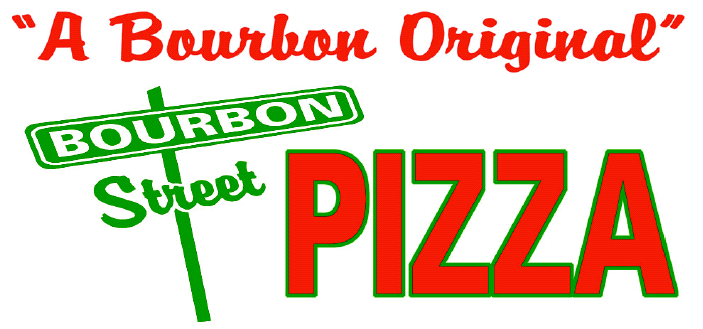 "A Bourbon Original"
BOURBON
Street
PIZZA